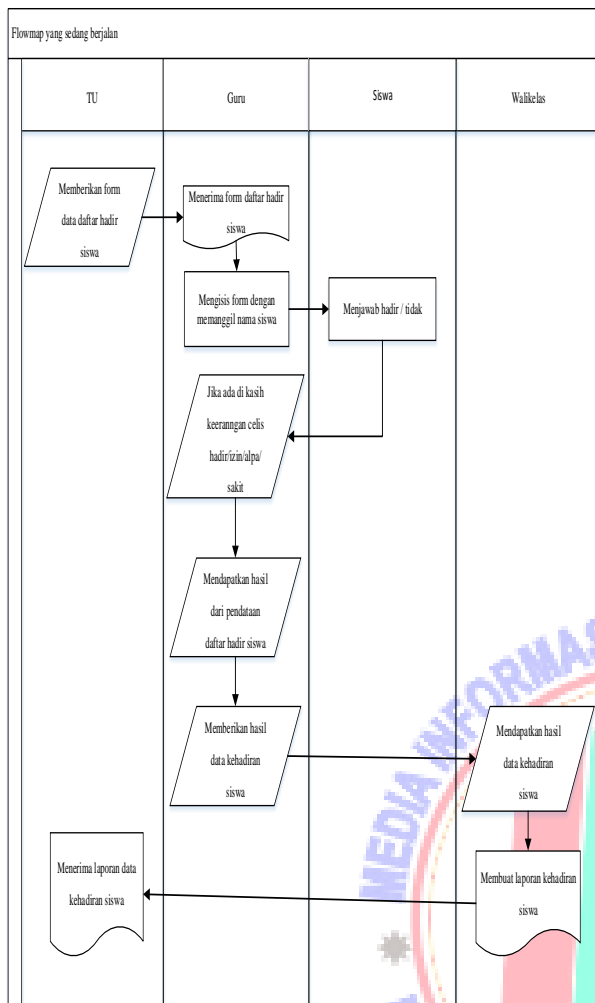 Flowmap yang sedang berjalan
TU
Guru
Siswa
Walikelas
Memberikan form
data daftar hadir
siswa
Menerima form daftar hadir
siswa
Mengisis form dengan
memanggil nama siswa
Menjawab hadir / tidak
Jika ada di kasih
keeranngan celis
hadir/izin/alpa/
sakit
Mendapatkan hasil
dari pendataan
daftar hadir siswa
Memberikan hasil
data kehadiran
siswa
Mendapatkan hasil
data kehadiran
siswa
Membuat laporan kehadiran
siswa
Menerima laporan data
kehadiran siswa
MEDIA INFORMAS